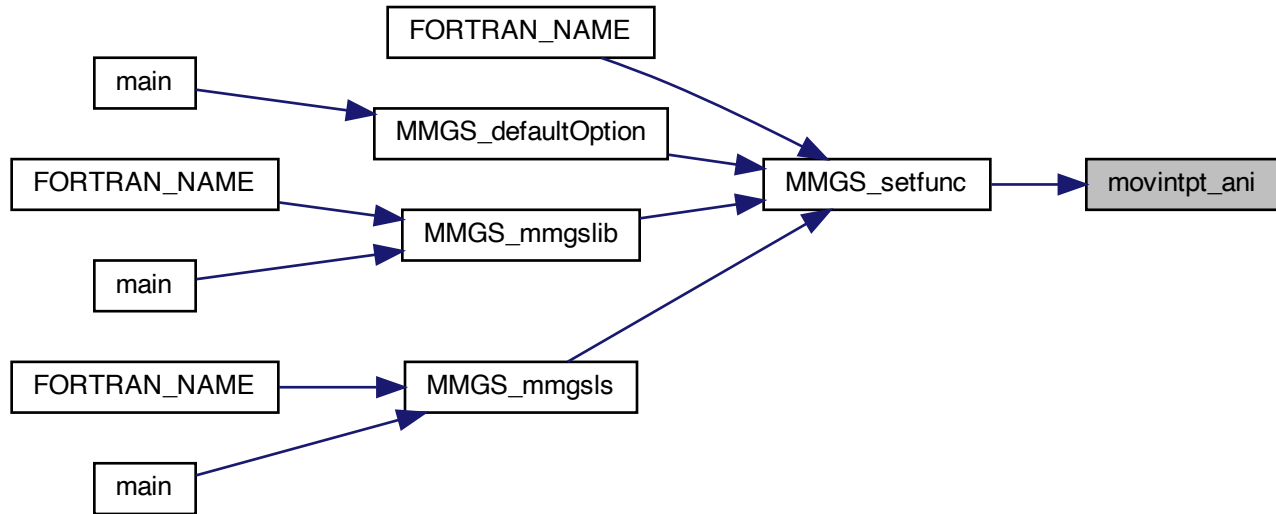 FORTRAN_NAME
main
MMGS_defaultOption
FORTRAN_NAME
MMGS_setfunc
movintpt_ani
MMGS_mmgslib
main
FORTRAN_NAME
MMGS_mmgsls
main